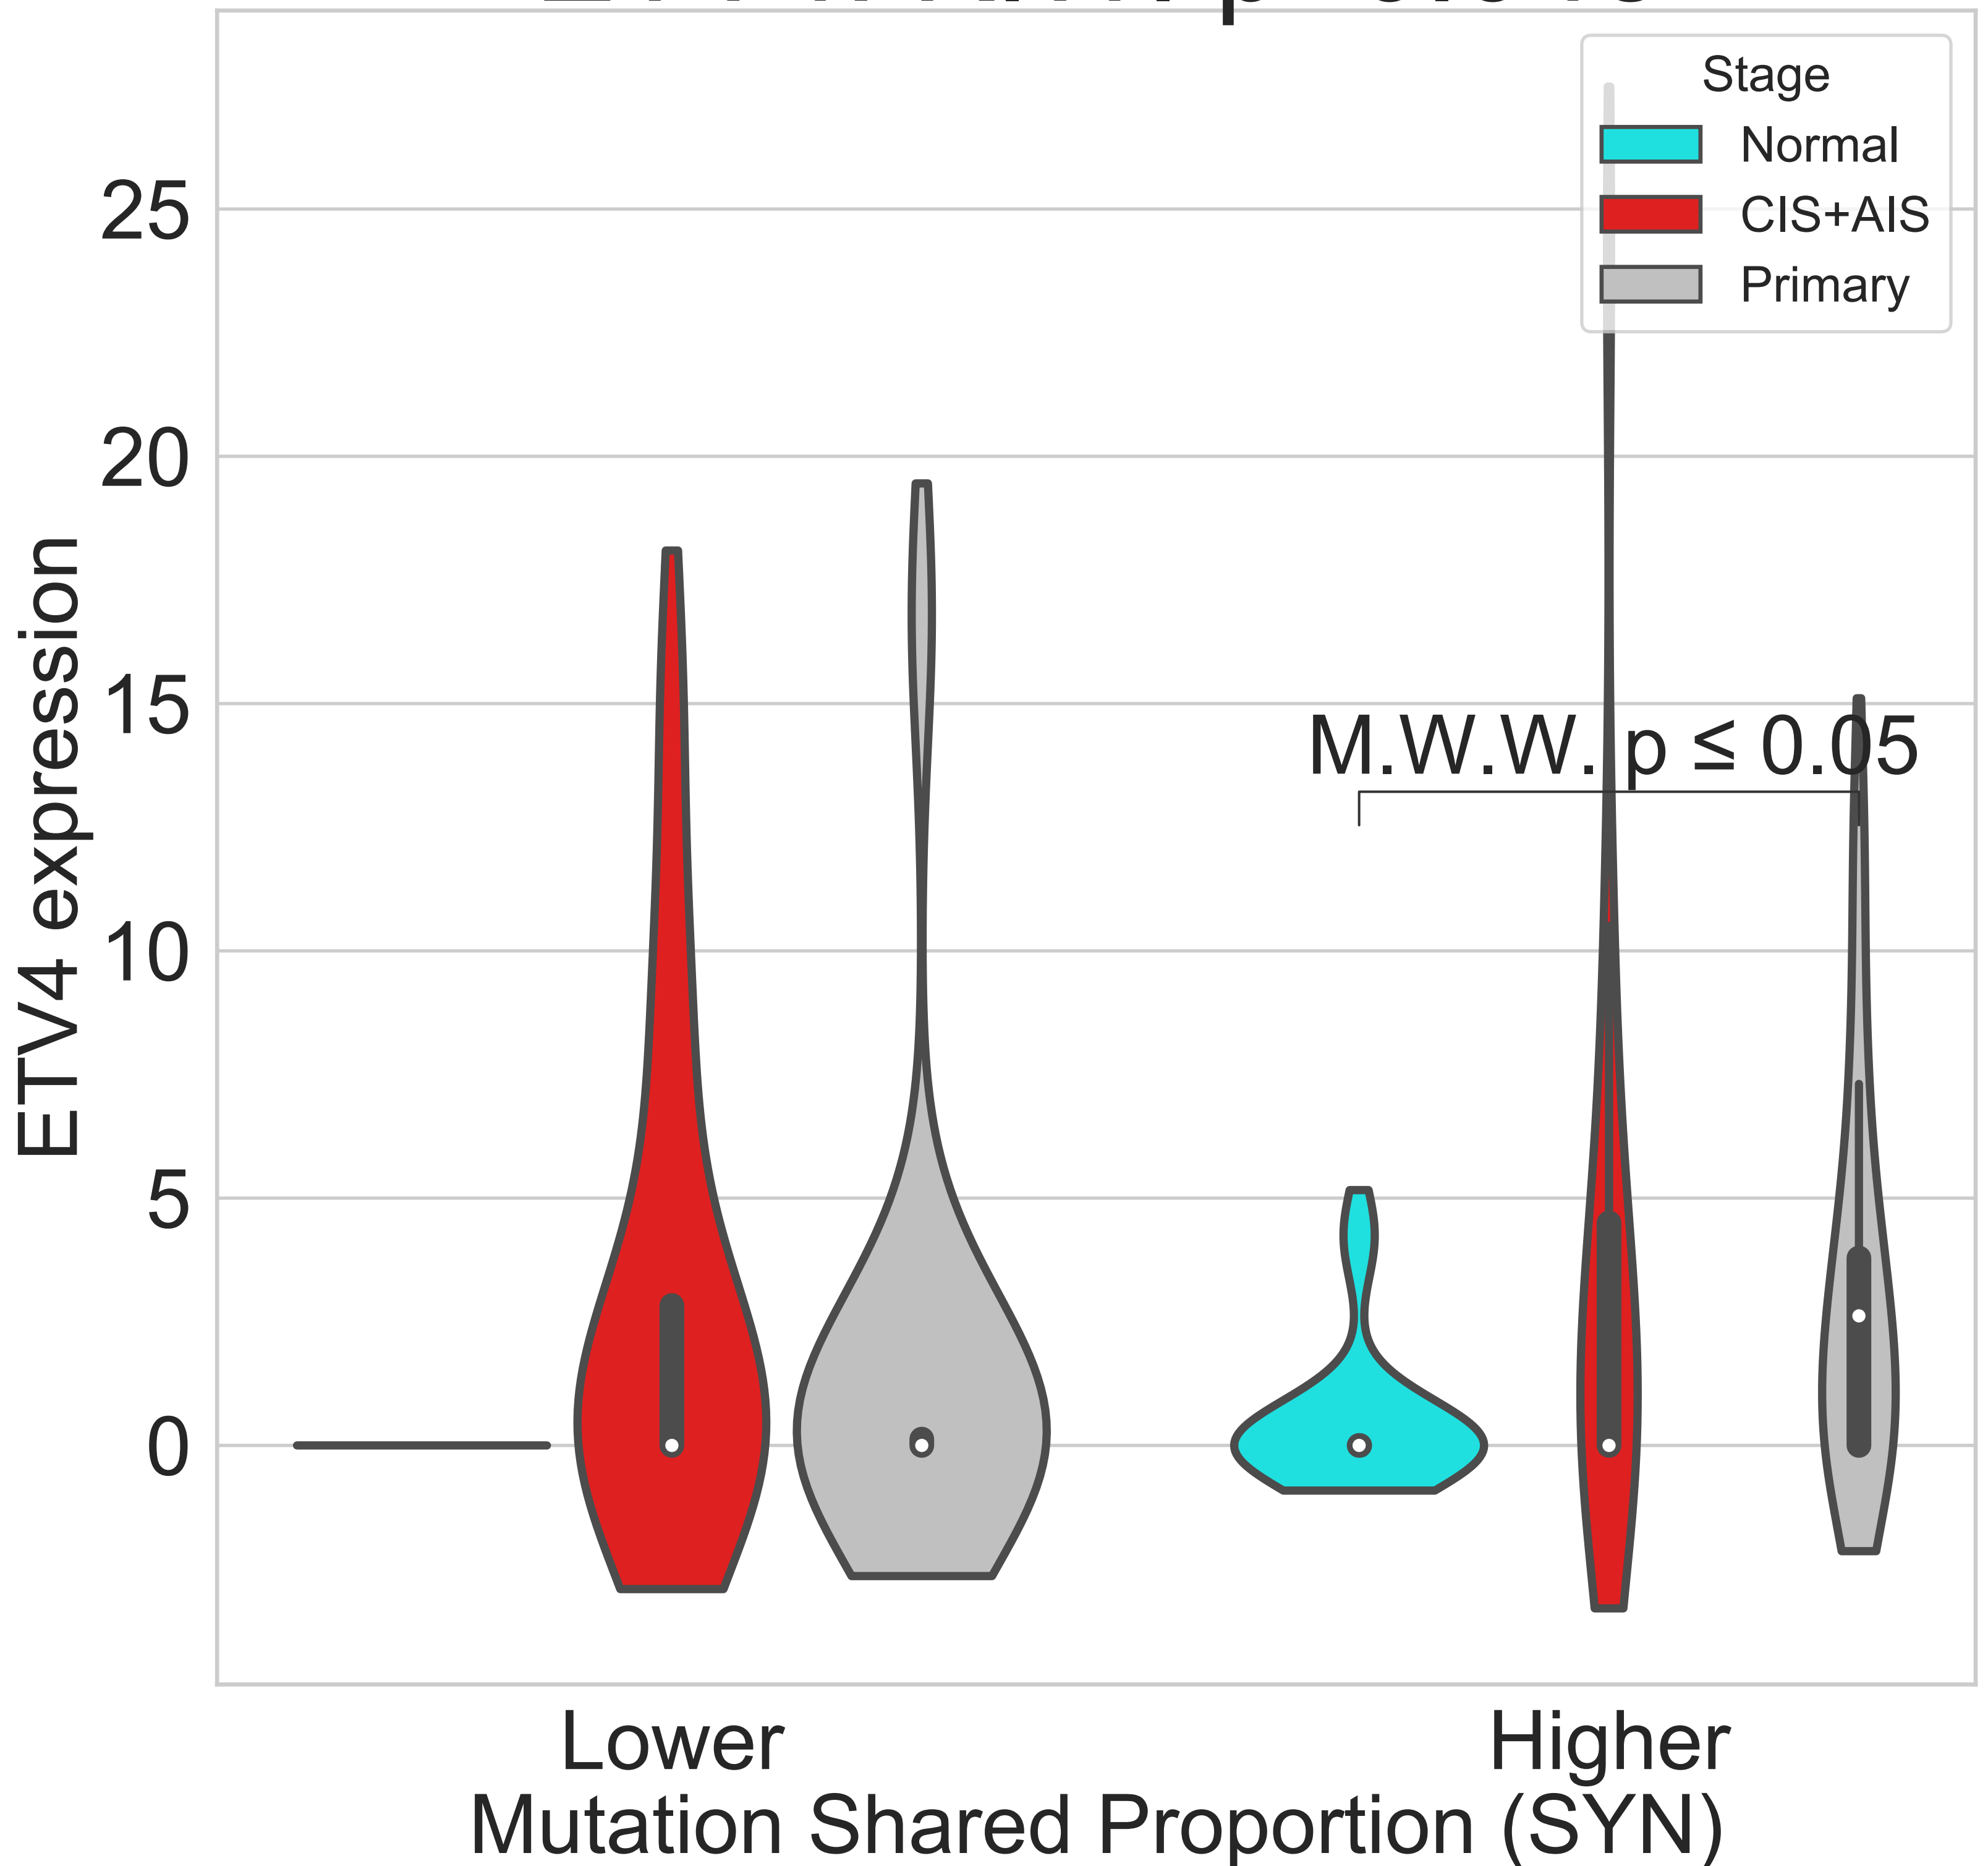 Stage
Normal
CIS+AIS
Primary
25
20
15
10
5
0
ETV4 expression
M.W.W. p ≤ 0.05
Lower
Higher
Mutation Shared Proportion (SYN)